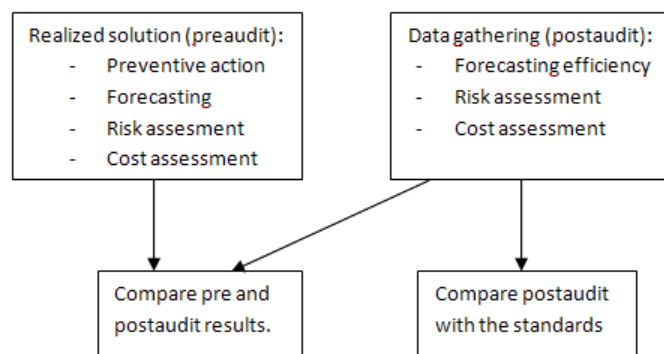 Realized solution (preaudit):
- Preventive action
- Forecasting
- Risk assesment
- Cost assessment
Data gathering (postaudit):
- Forecasting efficiency
- Risk assessment
- Cost assessment
Compare pre and
postaudit results.
Compare postaudit
with the standards